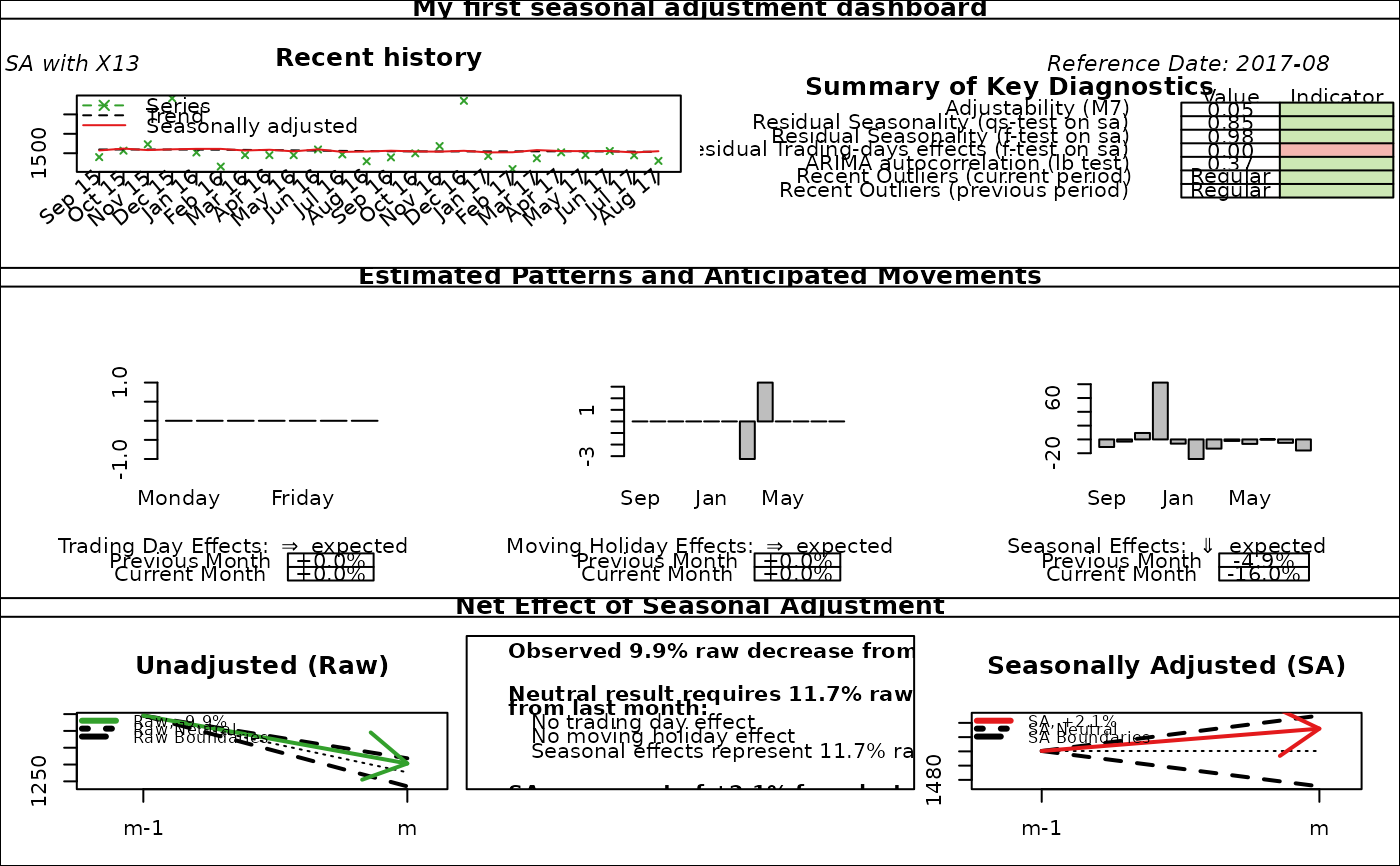 My first seasonal adjustment dashboard
SA with X13
Recent history
Reference Date: 2017-08
Summary of Key Diagnostics
Series
Trend
Seasonally adjusted
1500
Sep 15
Oct 15
Nov 15
Dec 15
Jan 16
Feb 16
Mar 16
Apr 16
May 16
Jun 16
Jul 16
Aug 16
Sep 16
Oct 16
Nov 16
Dec 16
Jan 17
Feb 17
Mar 17
Apr 17
May 17
Jun 17
Jul 17
Aug 17
Value Indicator
Adjustability (M7) 0.05
Residual Seasonality (qs-test on sa) 0.85
Residual Seasonality (f-test on sa) 0.98
esidual Trading-days effects (f-test on sa) 0.00
ARIMA autocorrelation (lb test) 0.37
Recent Outliers (current period) Regular
Recent Outliers (previous period) Regular
Estimated Patterns and Anticipated Movements
1.0
-1.0
Monday Friday
Trading Day Effects: ⇒ expected
Previous Month +0.0%
Current Month +0.0%
1
-3
Sep Jan May
Moving Holiday Effects: ⇒ expected
Previous Month +0.0%
Current Month +0.0%
60
-20
Sep Jan May
Seasonal Effects: ⇓ expected
Previous Month -4.9%
Current Month -16.0%
Net Effect of Seasonal Adjustment
Unadjusted (Raw)
Raw, -9.9%
Raw Neutral
Raw Boundaries
1250
m-1 m
Observed 9.9% raw decrease from
Neutral result requires 11.7% raw
from last month:
No trading day effect
No moving holiday effect
Seasonal effects represent 11.7% ra
Seasonally Adjusted (SA)
SA, +2.1%
SA Neutral
SA Boundaries
1480
m-1 m